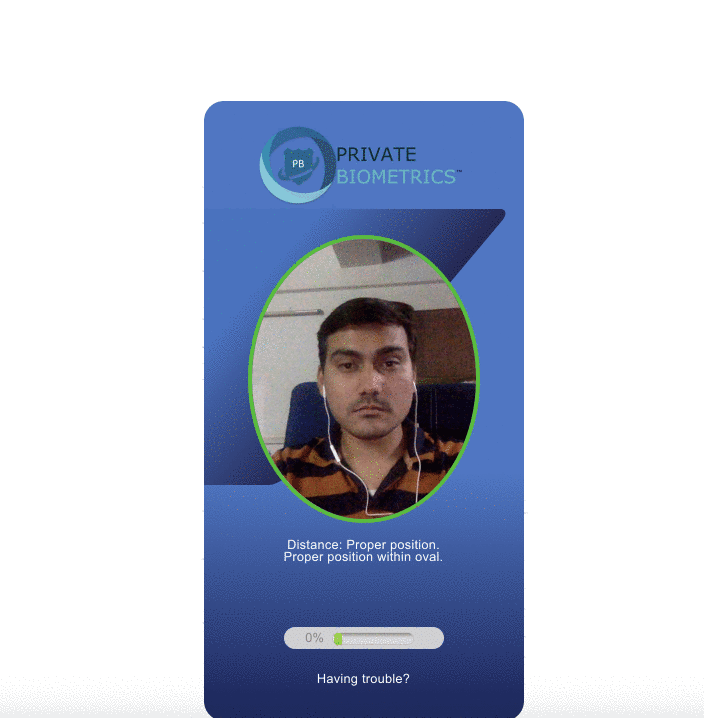 PB
PRIVATE
BIOMETRICS™
Distance: Proper position.
Proper position within oval.
0%
Having trouble?